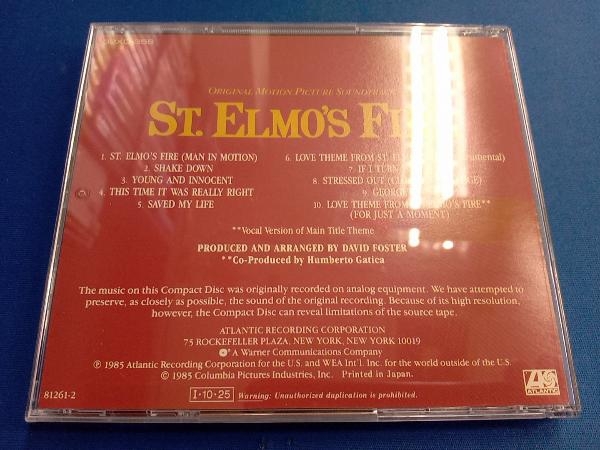 ORIGINAL MOTION PICTURE SOUNDTRACK
ST. ELMO'S
1. ST. ELMO'S FIRE (MAN IN MOTION)
2. SHAKE DOWN
3. YOUNG AND INNOCENT
4. THIS TIME IT WAS REALLY RIGHT
5. SAVED MY LIFE
6. LOVE THEME FROM ST.
7. IF I TURN
8. STRESSED OUT
9.
10. LOVE THEME FROM FIRE**
(FOR JUST A MOMENT)
**Vocal Version of Main Title Theme
PRODUCED AND ARRANGED BY DAVID FOSTER
**Co-Produced by Humberto Gatica
The music on this Compact Disc was originally recorded on analog equipment. We have attempted to
preserve, as closely as possible, the sound of the original recording. Because of its high resolution,
however, the Compact Disc can reveal limitations of the source tape.
ATLANTIC RECORDING CORPORATION
75 ROCKEFELLER PLAZA, NEW YORK, NEW YORK 10019
A Warner Communications Company
℗ 1985 Atlantic Recording Corporation for the U.S. and WEA Int'l. Inc. for the world outside of the U.S.
© 1985 Columbia Pictures Industries, Inc. Printed in Japan.
81261-2
I·10·25 Warning: Unauthorized duplication is prohibited.
ATLANTIC